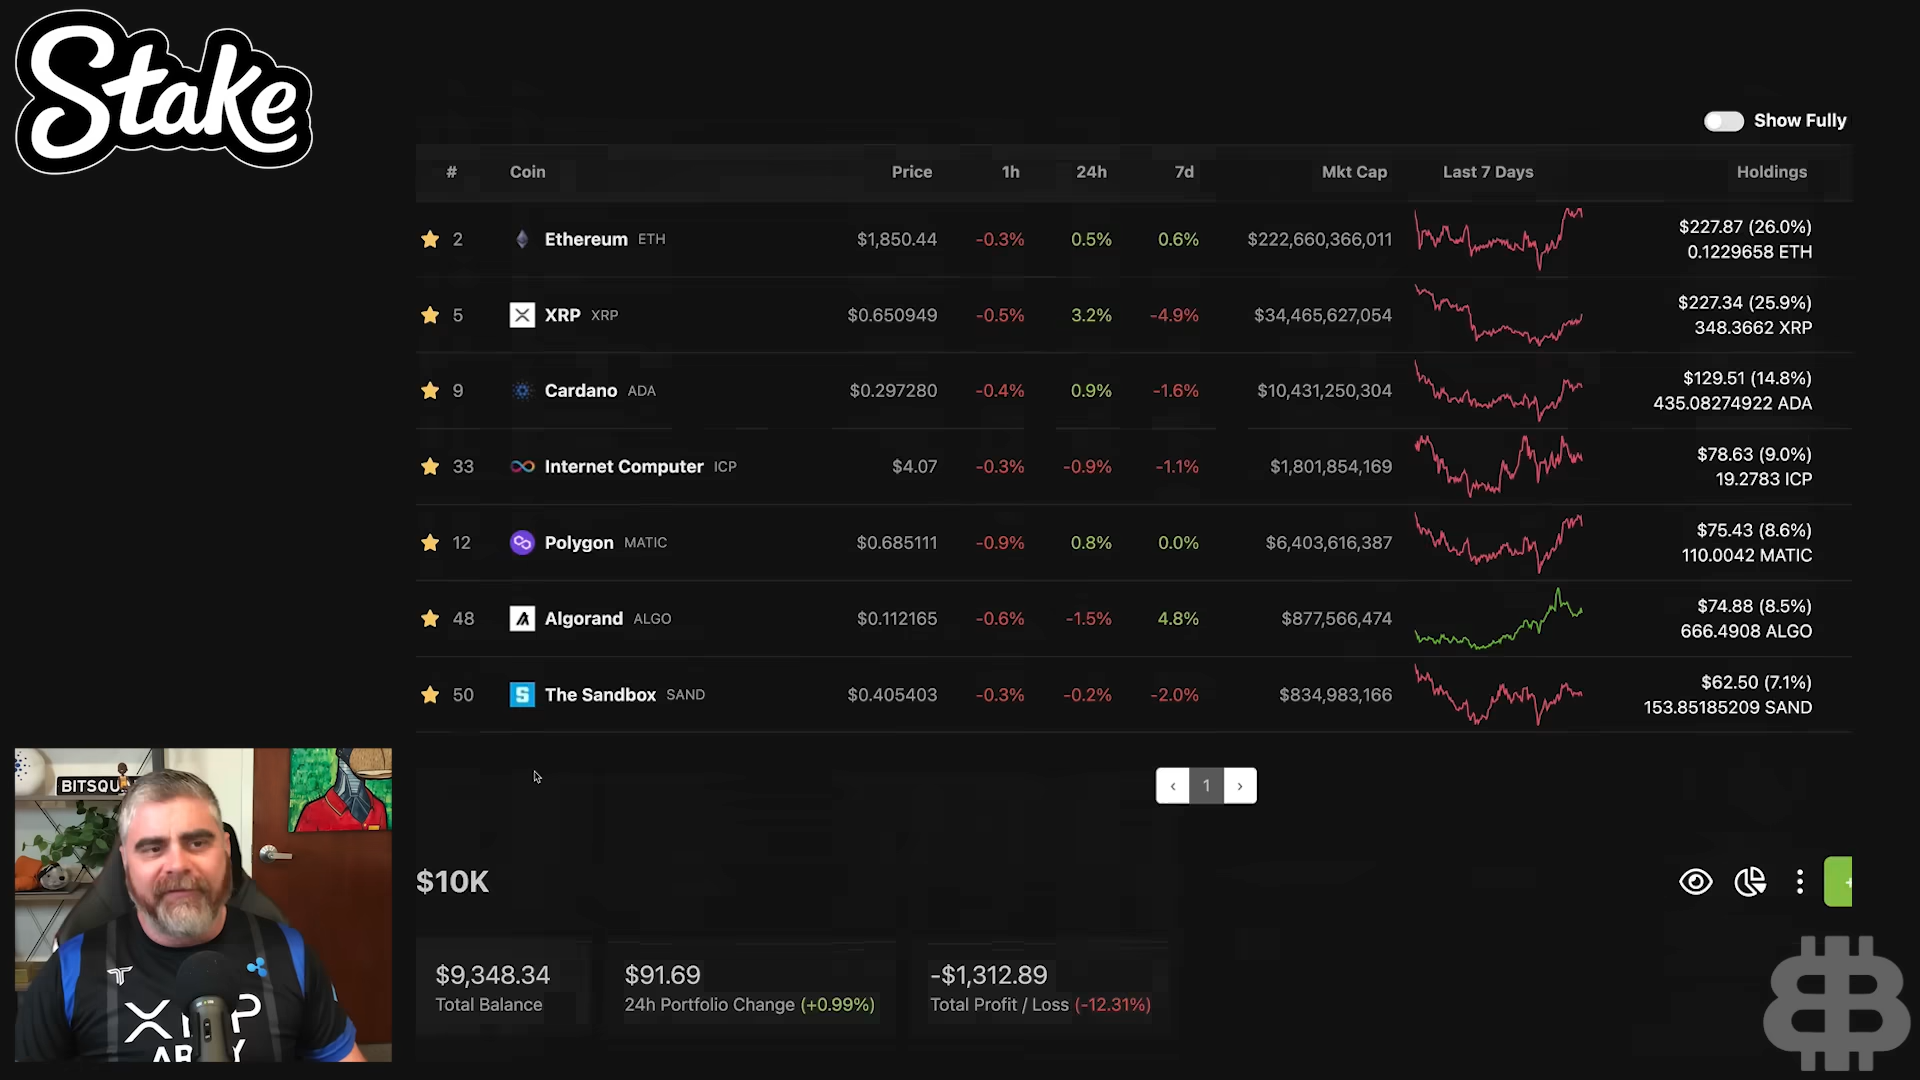 Stake
Show Fully
# Coin Price 1h 24h 7d Mkt Cap Last 7 Days Holdings
2 Ethereum ETH $1,850.44 -0.3% 0.5% 0.6% $222,660,366,011 $227.87 (26.0%)
0.1229658 ETH
5 XRP XRP $0.650949 -0.5% 3.2% -4.9% $34,465,627,054 $227.34 (25.9%)
348.3662 XRP
9 Cardano ADA $0.297280 -0.4% 0.9% -1.6% $10,431,250,304 $129.51 (14.8%)
435.08274922 ADA
33 Internet Computer ICP $4.07 -0.3% -0.9% -1.1% $1,801,854,169 $78.63 (9.0%)
19.2783 ICP
12 Polygon MATIC $0.685111 -0.9% 0.8% 0.0% $6,403,616,387 $75.43 (8.6%)
110.0042 MATIC
48 Algorand ALGO $0.112165 -0.6% -1.5% 4.8% $877,566,474 $74.88 (8.5%)
666.4908 ALGO
50 The Sandbox SAND $0.405403 -0.3% -0.2% -2.0% $834,983,166 $62.50 (7.1%)
153.85185209 SAND
‹ 1 ›
BITSQU
$10K
$9,348.34 $91.69 -$1,312.89
Total Balance 24h Portfolio Change (+0.99%) Total Profit / Loss (-12.31%)